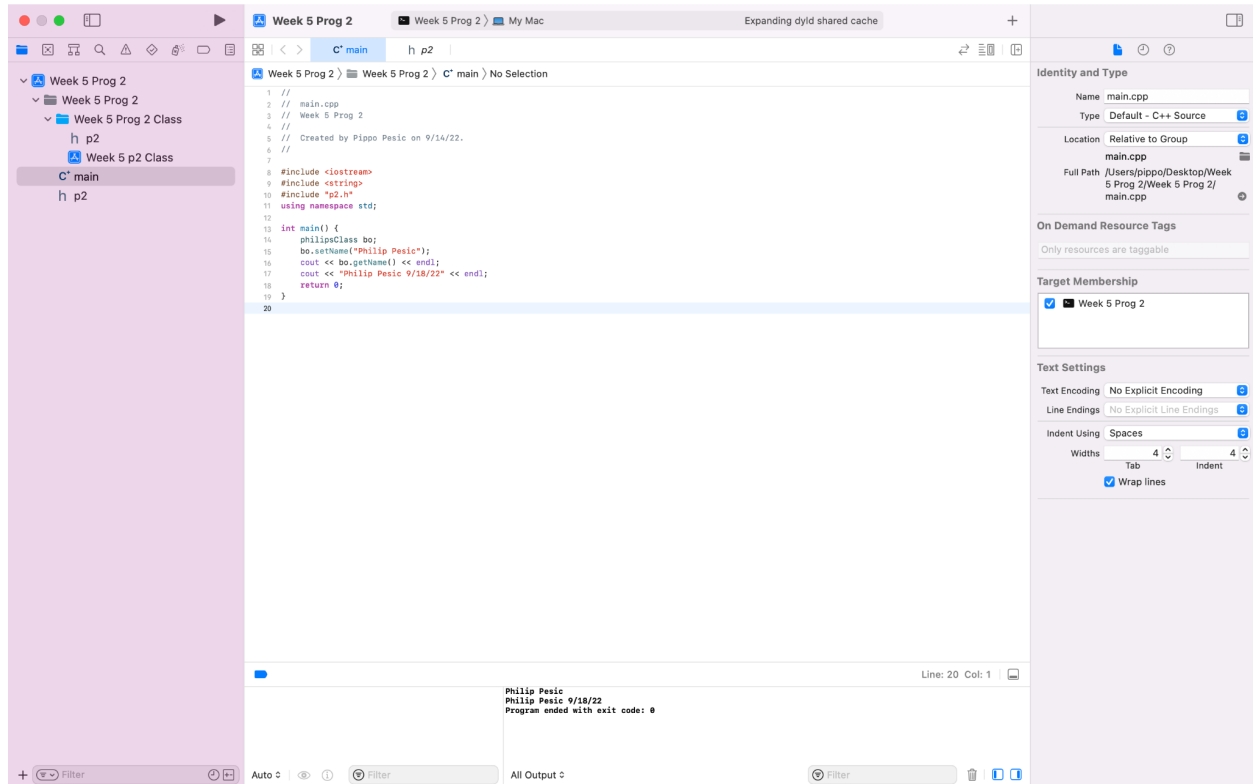 Week 5 Prog 2
Week 5 Prog 2 〉 My Mac
Expanding dyld shared cache
C⁺ main
h p2
Week 5 Prog 2 〉 Week 5 Prog 2 〉 C⁺ main 〉 No Selection
Week 5 Prog 2
Week 5 Prog 2
Week 5 Prog 2 Class
h p2
Week 5 p2 Class
C⁺ main
h p2
1 //
2 //  main.cpp
3 //  Week 5 Prog 2
4 //
5 //  Created by Pippo Pesic on 9/14/22.
6 //
7
8 #include <iostream>
9 #include <string>
10 #include "p2.h"
11 using namespace std;
12
13 int main() {
14     philipsClass bo;
15     bo.setName("Philip Pesic");
16     cout << bo.getName() << endl;
17     cout << "Philip Pesic 9/18/22" << endl;
18     return 0;
19 }
20
Line: 20 Col: 1
Philip Pesic
Philip Pesic 9/18/22
Program ended with exit code: 0
Filter
Auto
Filter
All Output
Filter
Identity and Type
Name main.cpp
Type Default - C++ Source
Location Relative to Group
main.cpp
Full Path /Users/pippo/Desktop/Week
5 Prog 2/Week 5 Prog 2/
main.cpp
On Demand Resource Tags
Only resources are taggable
Target Membership
Week 5 Prog 2
Text Settings
Text Encoding No Explicit Encoding
Line Endings No Explicit Line Endings
Indent Using Spaces
Widths 4 4
Tab Indent
Wrap lines